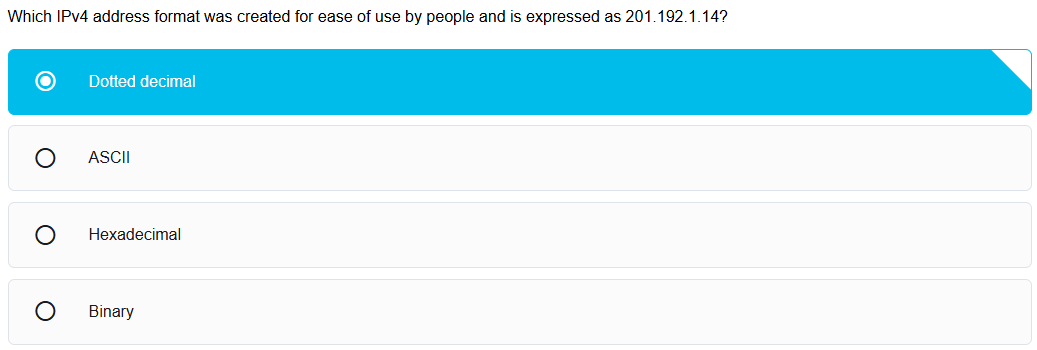 Which IPv4 address format was created for ease of use by people and is expressed as 201.192.1.14?
Dotted decimal
ASCII
Hexadecimal
Binary